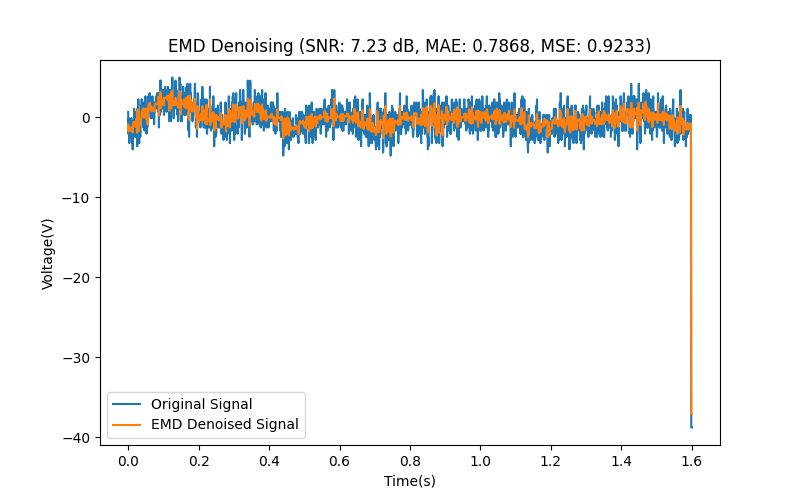 EMD Denoising (SNR: 7.23 dB, MAE: 0.7868, MSE: 0.9233)
0
−10
−20
−30
−40
Voltage(V)
Original Signal
EMD Denoised Signal
0.0 0.2 0.4 0.6 0.8 1.0 1.2 1.4 1.6
Time(s)